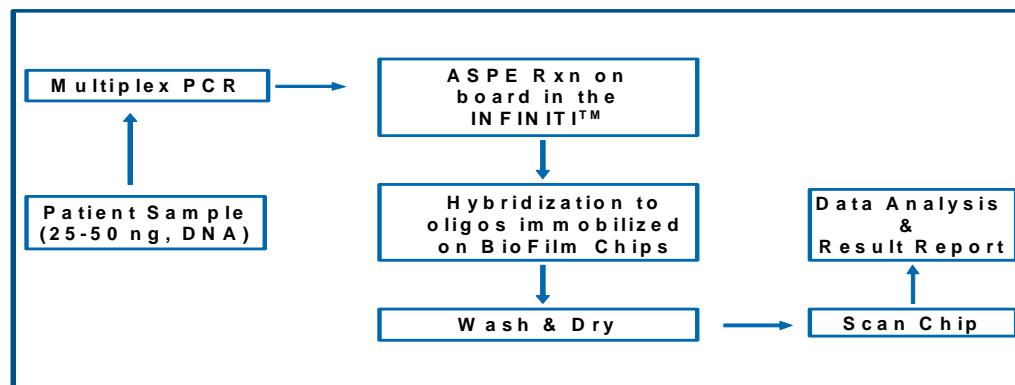 Multiplex PCR
ASPE Rxn on
board in the
INFINITI™
Patient Sample
(25-50 ng, DNA)
Hybridization to
oligos immobilized
on BioFilm Chips
Data Analysis
&
Result Report
Wash & Dry
Scan Chip